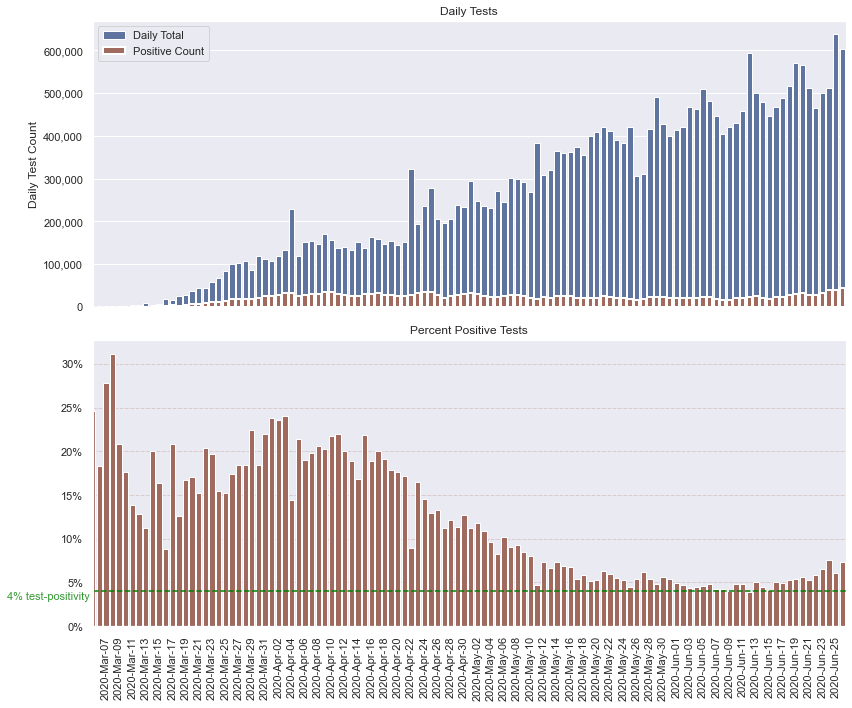 Daily Tests
Daily Total
Positive Count
Daily Test Count
600,000
500,000
400,000
300,000
200,000
100,000
0
Percent Positive Tests
30%
25%
20%
15%
10%
5%
4% test-positivity
0%
2020-Mar-07
2020-Mar-09
2020-Mar-11
2020-Mar-13
2020-Mar-15
2020-Mar-17
2020-Mar-19
2020-Mar-21
2020-Mar-23
2020-Mar-25
2020-Mar-27
2020-Mar-29
2020-Mar-31
2020-Apr-02
2020-Apr-04
2020-Apr-06
2020-Apr-08
2020-Apr-10
2020-Apr-12
2020-Apr-14
2020-Apr-16
2020-Apr-18
2020-Apr-20
2020-Apr-22
2020-Apr-24
2020-Apr-26
2020-Apr-28
2020-Apr-30
2020-May-02
2020-May-04
2020-May-06
2020-May-08
2020-May-10
2020-May-12
2020-May-14
2020-May-16
2020-May-18
2020-May-20
2020-May-22
2020-May-24
2020-May-26
2020-May-28
2020-May-30
2020-Jun-01
2020-Jun-03
2020-Jun-05
2020-Jun-07
2020-Jun-09
2020-Jun-11
2020-Jun-13
2020-Jun-15
2020-Jun-17
2020-Jun-19
2020-Jun-21
2020-Jun-23
2020-Jun-25